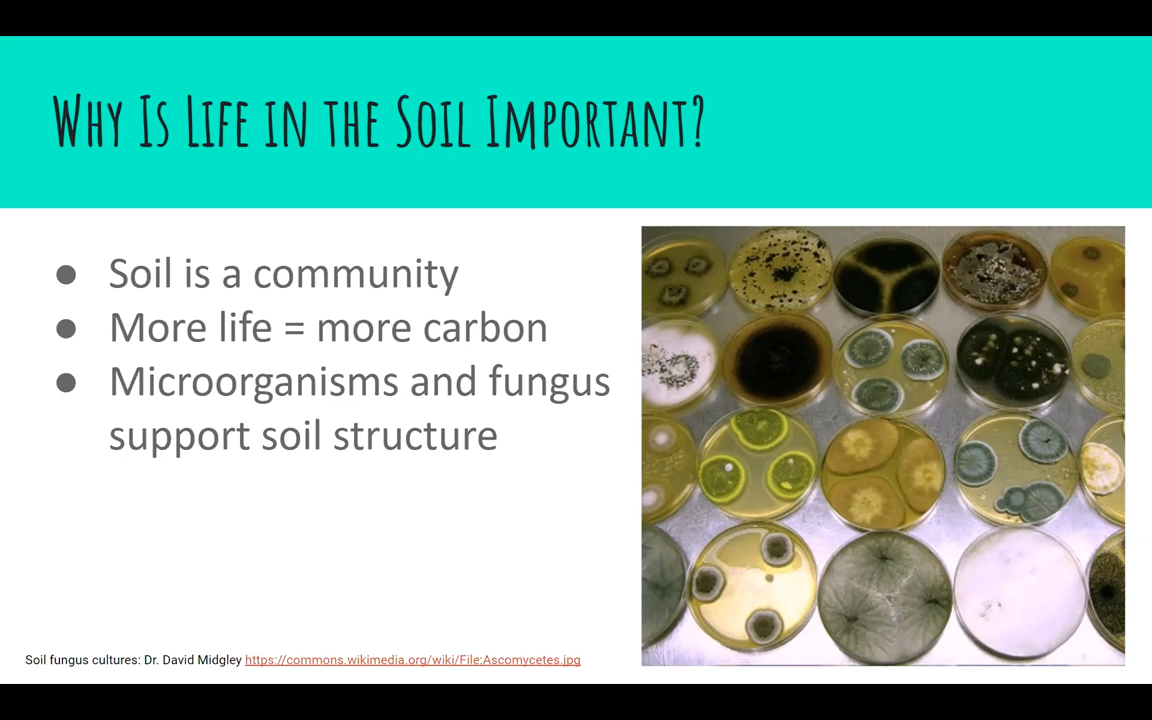 Why Is Life in the Soil Important?
● Soil is a community
● More life = more carbon
● Microorganisms and fungus
support soil structure
Soil fungus cultures: Dr. David Midgley https://commons.wikimedia.org/wiki/File:Ascomycetes.jpg